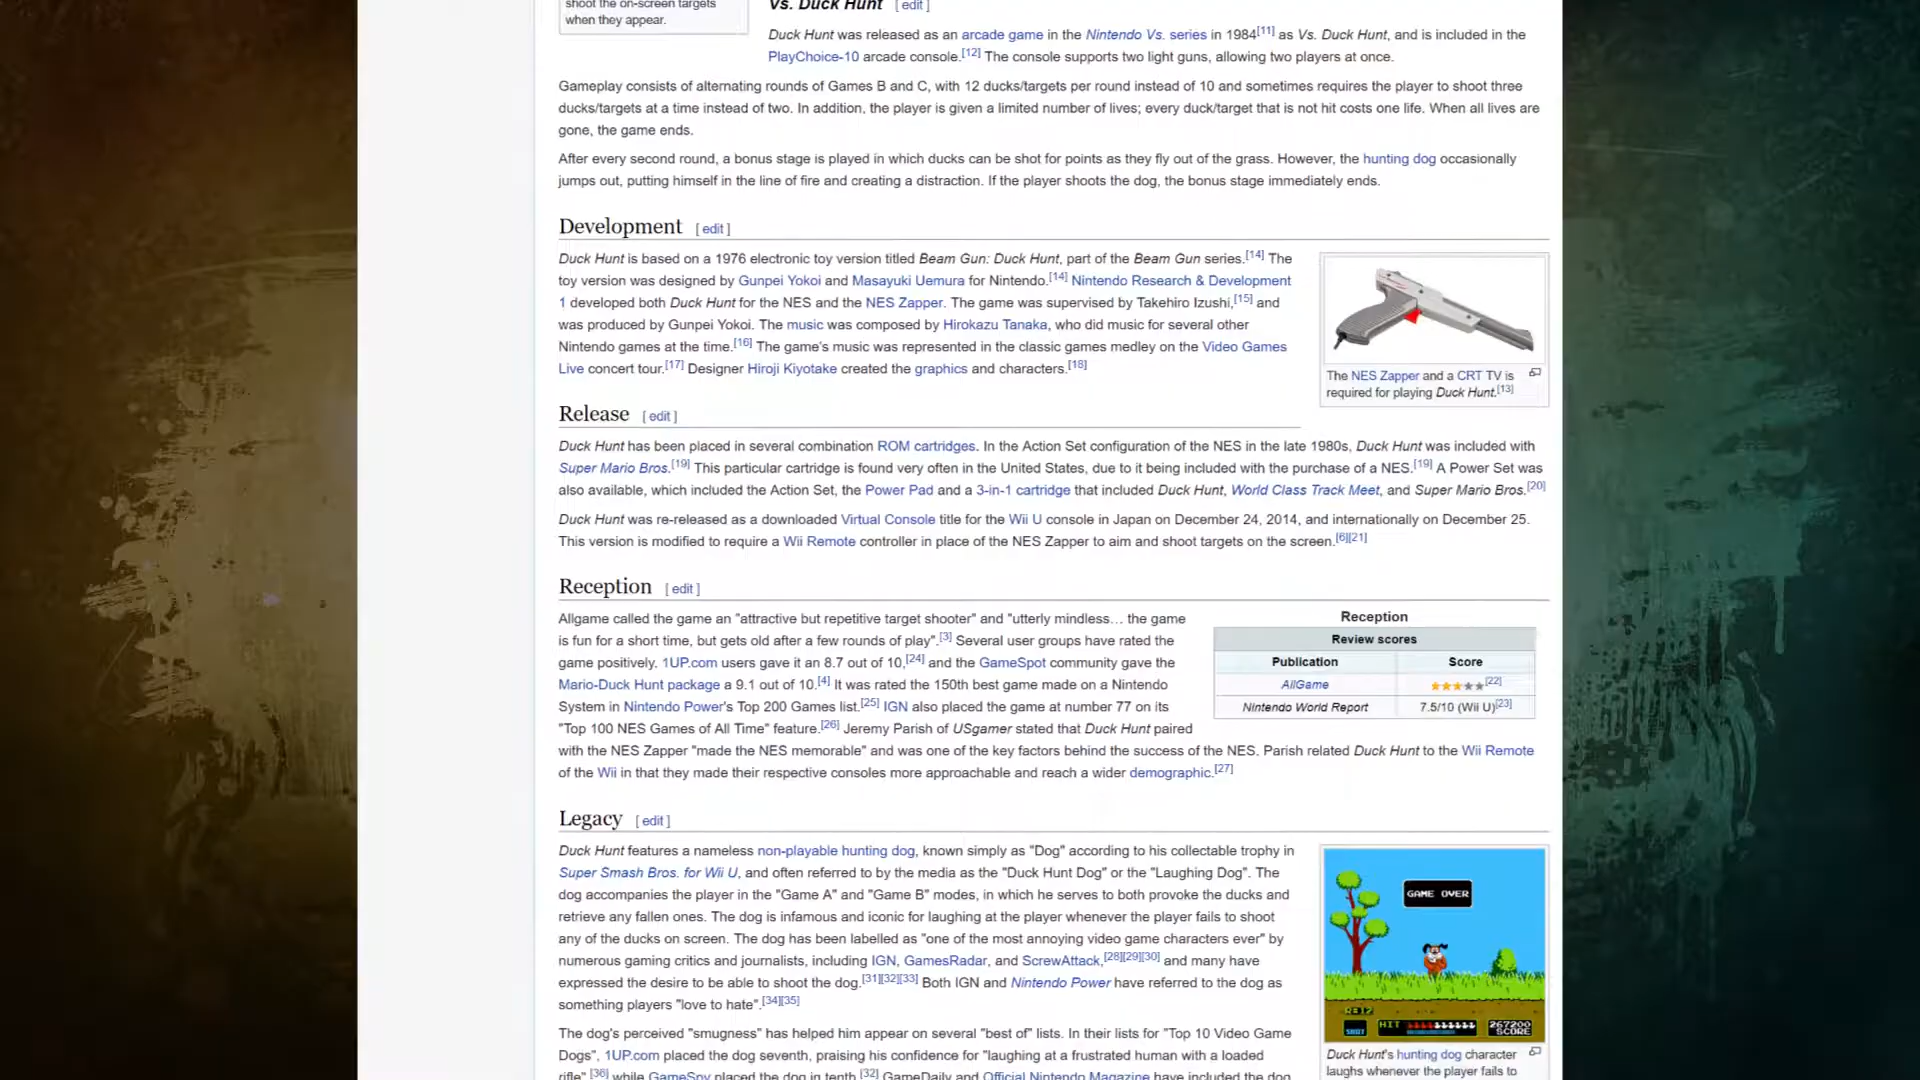 shoot the on-screen targets
when they appear.
Vs. Duck Hunt [ edit ]
Duck Hunt was released as an arcade game in the Nintendo Vs. series in 1984[11] as Vs. Duck Hunt, and is included in the
PlayChoice-10 arcade console.[12] The console supports two light guns, allowing two players at once.
Gameplay consists of alternating rounds of Games B and C, with 12 ducks/targets per round instead of 10 and sometimes requires the player to shoot three
ducks/targets at a time instead of two. In addition, the player is given a limited number of lives; every duck/target that is not hit costs one life. When all lives are
gone, the game ends.
After every second round, a bonus stage is played in which ducks can be shot for points as they fly out of the grass. However, the hunting dog occasionally
jumps out, putting himself in the line of fire and creating a distraction. If the player shoots the dog, the bonus stage immediately ends.
Development [ edit ]
Duck Hunt is based on a 1976 electronic toy version titled Beam Gun: Duck Hunt, part of the Beam Gun series.[14] The
toy version was designed by Gunpei Yokoi and Masayuki Uemura for Nintendo.[14] Nintendo Research & Development
1 developed both Duck Hunt for the NES and the NES Zapper. The game was supervised by Takehiro Izushi,[15] and
was produced by Gunpei Yokoi. The music was composed by Hirokazu Tanaka, who did music for several other
Nintendo games at the time.[16] The game's music was represented in the classic games medley on the Video Games
Live concert tour.[17] Designer Hiroji Kiyotake created the graphics and characters.[18]
The NES Zapper and a CRT TV is
required for playing Duck Hunt.[13]
Release [ edit ]
Duck Hunt has been placed in several combination ROM cartridges. In the Action Set configuration of the NES in the late 1980s, Duck Hunt was included with
Super Mario Bros.[19] This particular cartridge is found very often in the United States, due to it being included with the purchase of a NES.[19] A Power Set was
also available, which included the Action Set, the Power Pad and a 3-in-1 cartridge that included Duck Hunt, World Class Track Meet, and Super Mario Bros.[20]
Duck Hunt was re-released as a downloaded Virtual Console title for the Wii U console in Japan on December 24, 2014, and internationally on December 25.
This version is modified to require a Wii Remote controller in place of the NES Zapper to aim and shoot targets on the screen.[6][21]
Reception [ edit ]
Allgame called the game an "attractive but repetitive target shooter" and "utterly mindless... the game
is fun for a short time, but gets old after a few rounds of play".[3] Several user groups have rated the
game positively. 1UP.com users gave it an 8.7 out of 10,[24] and the GameSpot community gave the
Mario-Duck Hunt package a 9.1 out of 10.[4] It was rated the 150th best game made on a Nintendo
System in Nintendo Power's Top 200 Games list.[25] IGN also placed the game at number 77 on its
"Top 100 NES Games of All Time" feature.[26] Jeremy Parish of USgamer stated that Duck Hunt paired
with the NES Zapper "made the NES memorable" and was one of the key factors behind the success of the NES. Parish related Duck Hunt to the Wii Remote
of the Wii in that they made their respective consoles more approachable and reach a wider demographic.[27]
Reception
Review scores
Publication Score
AllGame ★★★★★[22]
Nintendo World Report 7.5/10 (Wii U)[23]
Legacy [ edit ]
Duck Hunt features a nameless non-playable hunting dog, known simply as "Dog" according to his collectable trophy in
Super Smash Bros. for Wii U, and often referred to by the media as the "Duck Hunt Dog" or the "Laughing Dog". The
dog accompanies the player in the "Game A" and "Game B" modes, in which he serves to both provoke the ducks and
retrieve any fallen ones. The dog is infamous and iconic for laughing at the player whenever the player fails to shoot
any of the ducks on screen. The dog has been labelled as "one of the most annoying video game characters ever" by
numerous gaming critics and journalists, including IGN, GamesRadar, and ScrewAttack,[28][29][30] and many have
expressed the desire to be able to shoot the dog.[31][32][33] Both IGN and Nintendo Power have referred to the dog as
something players "love to hate".[34][35]
The dog's perceived "smugness" has helped him appear on several "best of" lists. In their lists for "Top 10 Video Game
Dogs", 1UP.com placed the dog seventh, praising his confidence for "laughing at a frustrated human with a loaded
rifle",[36] while GameSpy placed the dog in tenth.[32] GameDaily and Official Nintendo Magazine have included the dog
GAME OVER
R=12
SHOT
HIT
267200
SCORE
Duck Hunt's hunting dog character
laughs whenever the player fails to